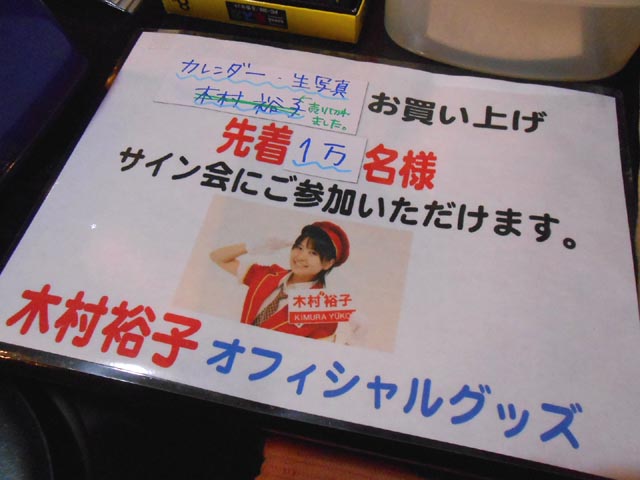 カレンダー・生写真
木村 裕子 売り切れ
ました。
お買い上げ
先着1万名様
サイン会にご参加いただけます。
木村裕子
KIMURA YUKO
木村裕子 オフィシャルグッズ